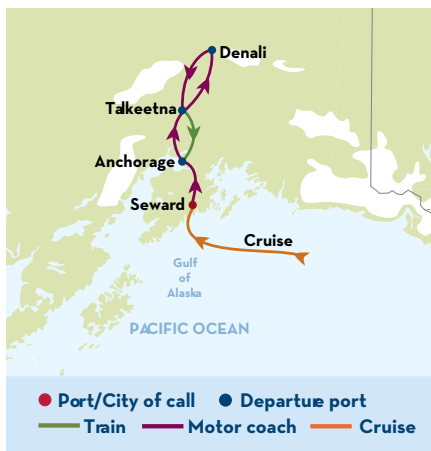 Denali
Talkeetna
Anchorage
Seward
Cruise
Gulf
of
Alaska
PACIFIC OCEAN
Port/City of call
Departure port
Train
Motor coach
Cruise